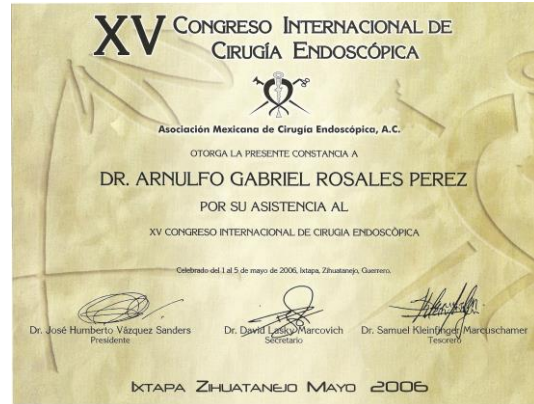 XV CONGRESO INTERNACIONAL DE
CIRUGÍA ENDOSCÓPICA
Asociación Mexicana de Cirugía Endoscópica, A.C.
OTORGA LA PRESENTE CONSTANCIA A
DR. ARNULFO GABRIEL ROSALES PEREZ
POR SU ASISTENCIA AL
XV CONGRESO INTERNACIONAL DE CIRUGIA ENDOSCÓPICA
Celebrado del 1 al 5 de mayo de 2006, Ixtapa, Zihuatanejo, Guerrero.
Dr. José Humberto Vázquez Sanders
Presidente
Dr. David Lasky Marcovich
Secretario
Dr. Samuel Kleinfinger Marcuschamer
Tesorero
IXTAPA ZIHUATANEJO MAYO 2006